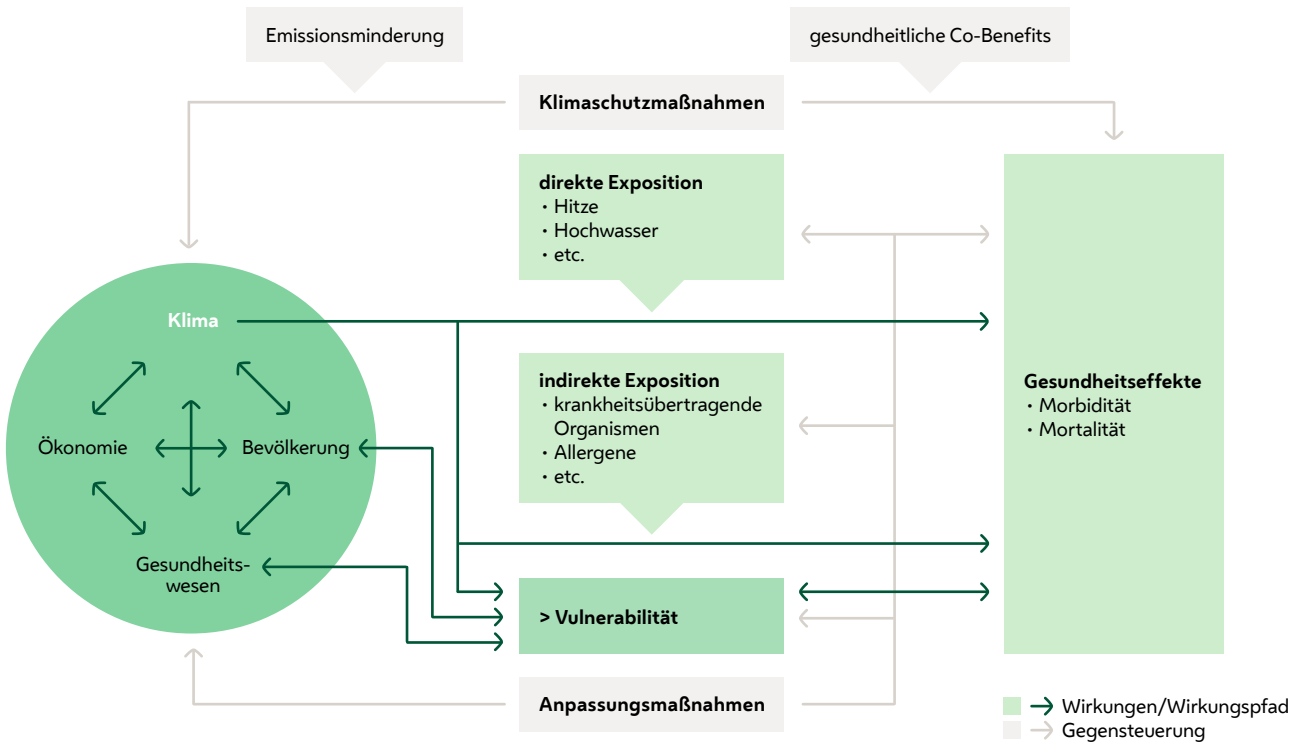 Emissionsminderung
gesundheitliche Co-Benefits
Klimaschutzmaßnahmen
direkte Exposition
· Hitze
· Hochwasser
· etc.
Klima
Ökonomie
Bevölkerung
Gesundheits-
wesen
indirekte Exposition
· krankheitsübertragende
Organismen
· Allergene
· etc.
> Vulnerabilität
Anpassungsmaßnahmen
Gesundheitseffekte
· Morbidität
· Mortalität
Wirkungen/Wirkungspfad
Gegensteuerung